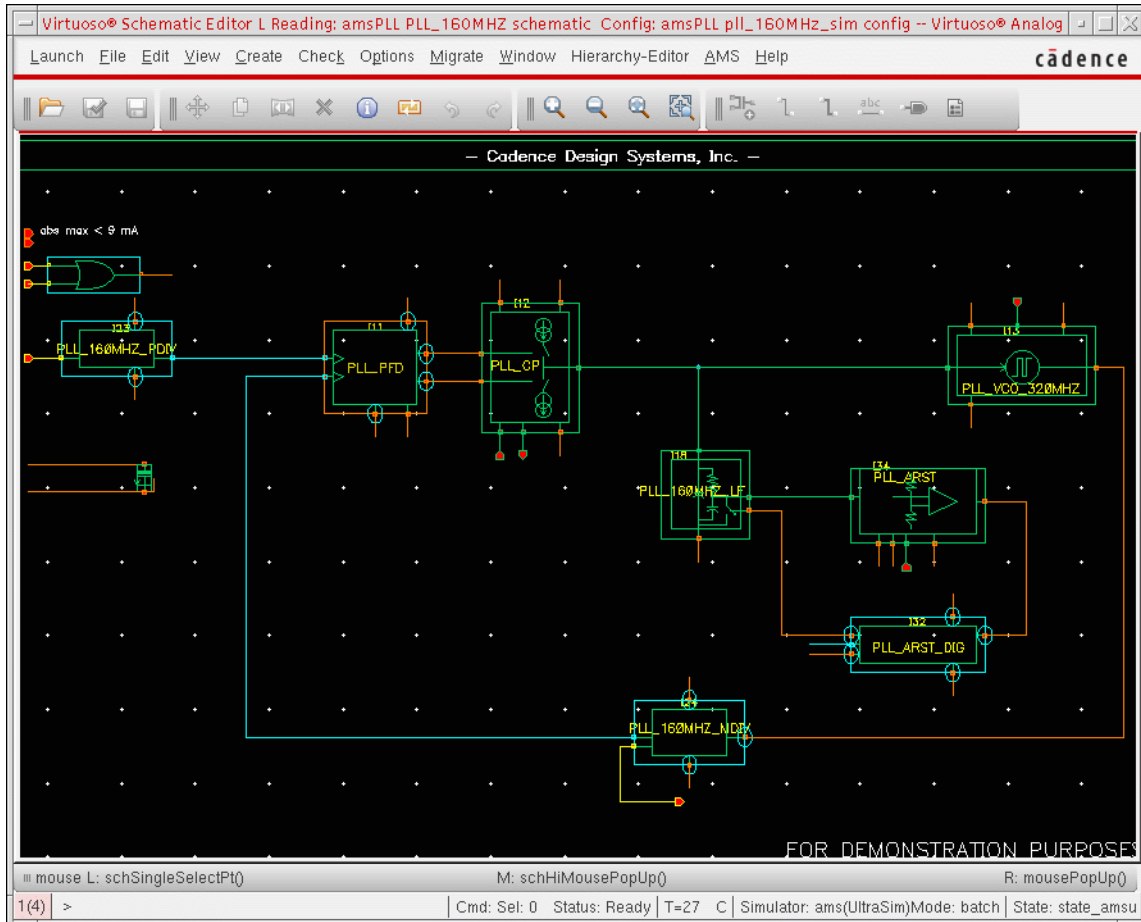 Virtuoso® Schematic Editor L Reading: amsPLL PLL_160MHZ schematic Config: amsPLL pll_160MHz_sim config -- Virtuoso® Analog
Launch File Edit View Create Check Options Migrate Window Hierarchy-Editor AMS Help
cādence
abc
— Cadence Design Systems, Inc. —
abs max < 9 mA
I12
I23
I11
I13
PLL_160MHZ_PDIV
PLL_PFD
PLL_CP
PLL_VCO_320MHZ
I18
I34
PLL_ARST
PLL_160MHZ_LF
I32
PLL_ARST_DIG
I24
PLL_160MHZ_MDIV
FOR DEMONSTRATION PURPOSES
mouse L: schSingleSelectPt()
M: schHiMousePopUp()
R: mousePopUp()
1(4) >
Cmd: Sel: 0 Status: Ready T=27 C Simulator: ams(UltraSim)Mode: batch State: state_amsu